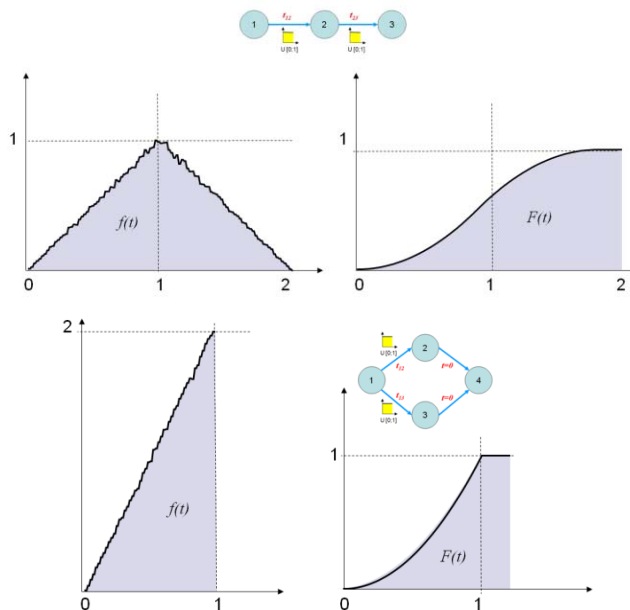 t12 t23
1 2 3
U [0;1] U [0;1]
1
f(t)
0 1 2
1
F(t)
0 1 2
2
f(t)
0 1
U [0;1]
2
t12 t=0
1 4
t13 t=0
3
U [0;1]
1
F(t)
0 1